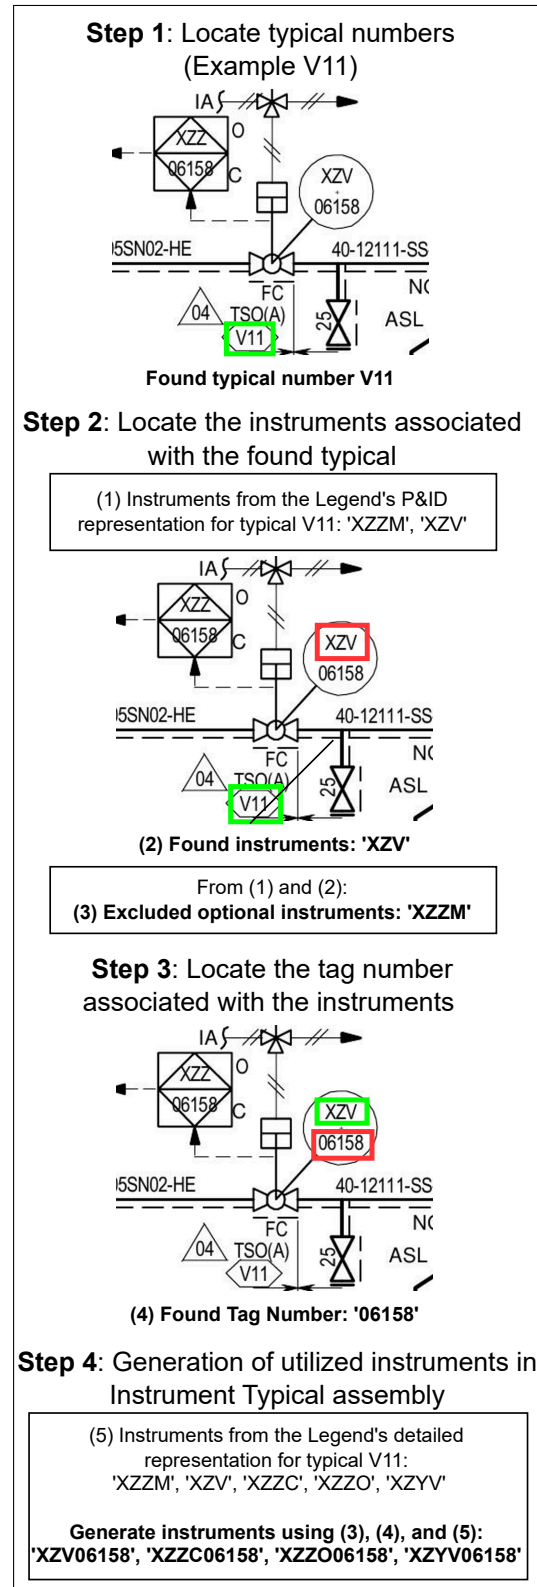 Step 1: Locate typical numbers
(Example V11)
IA
XZZ
O
06158
C
XZV
06158
40-12111-SS
FC
04
TSO(A)
25
ASL
V11
Found typical number V11
Step 2: Locate the instruments associated
with the found typical
(1) Instruments from the Legend's P&ID
representation for typical V11: 'XZZM', 'XZV'
IA
XZZ
O
06158
C
XZV
06158
40-12111-SS
FC
04
TSO(A)
25
ASL
V11
(2) Found instruments: 'XZV'
From (1) and (2):
(3) Excluded optional instruments: 'XZZM'
Step 3: Locate the tag number
associated with the instruments
IA
XZZ
O
06158
C
XZV
06158
40-12111-SS
FC
04
TSO(A)
25
ASL
V11
(4) Found Tag Number: '06158'
Step 4: Generation of utilized instruments in
Instrument Typical assembly
(5) Instruments from the Legend's detailed
representation for typical V11:
'XZZM', 'XZV', 'XZZC', 'XZZO', 'XZYV'
Generate instruments using (3), (4), and (5):
'XZV06158', 'XZZC06158', 'XZZO06158', 'XZYV06158'